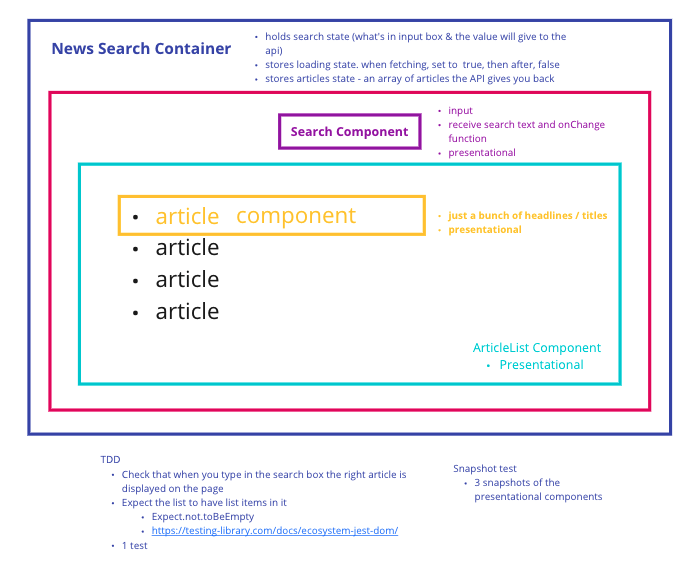 News Search Container
• holds search state (what's in input box & the value will give to the
api)
• stores loading state. when fetching, set to  true, then after, false
• stores articles state - an array of articles the API gives you back
Search Component
• input
• receive search text and onChange
function
• presentational
• article component
• just a bunch of headlines / titles
• presentational
• article
• article
• article
ArticleList Component
• Presentational
TDD
• Check that when you type in the search box the right article is
displayed on the page
• Expect the list to have list items in it
• Expect.not.toBeEmpty
• https://testing-library.com/docs/ecosystem-jest-dom/
• 1 test
Snapshot test
• 3 snapshots of the
presentational components